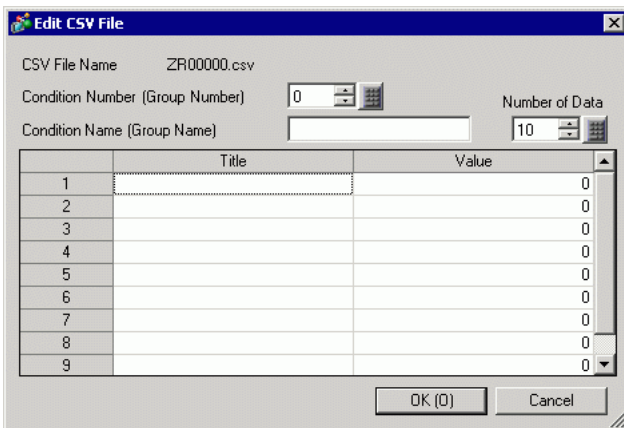 Edit CSV File
CSV File Name ZR00000.csv
Condition Number (Group Number) 0
Number of Data
Condition Name (Group Name) 10
Title Value
1 0
2 0
3 0
4 0
5 0
6 0
7 0
8 0
9 0
OK (O) Cancel